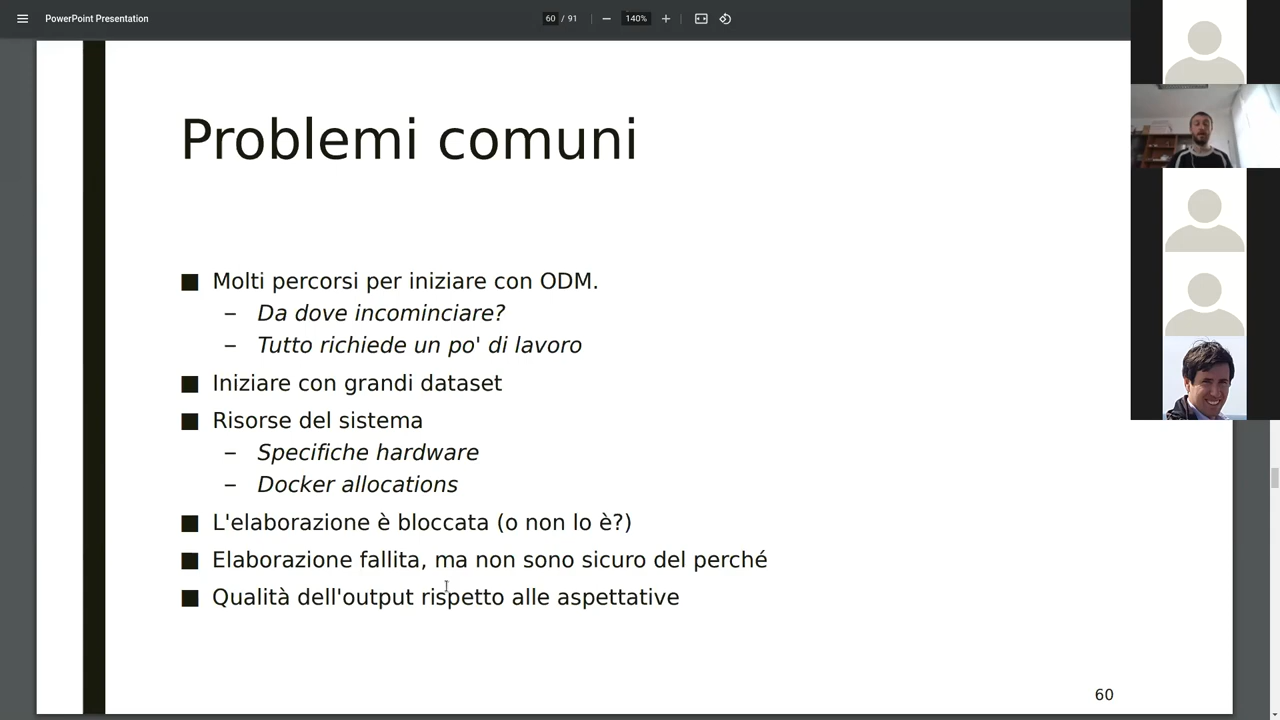 PowerPoint Presentation
60 / 91
140%
Problemi comuni
■ Molti percorsi per iniziare con ODM.
– Da dove incominciare?
– Tutto richiede un po' di lavoro
■ Iniziare con grandi dataset
■ Risorse del sistema
– Specifiche hardware
– Docker allocations
■ L'elaborazione è bloccata (o non lo è?)
■ Elaborazione fallita, ma non sono sicuro del perché
■ Qualità dell'output rispetto alle aspettative
60